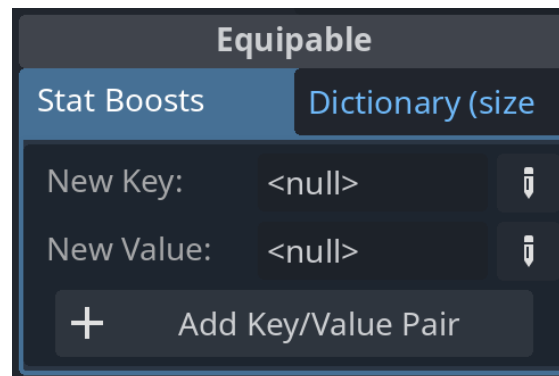 Equipable
Stat Boosts Dictionary (size
New Key: <null>
New Value: <null>
Add Key/Value Pair